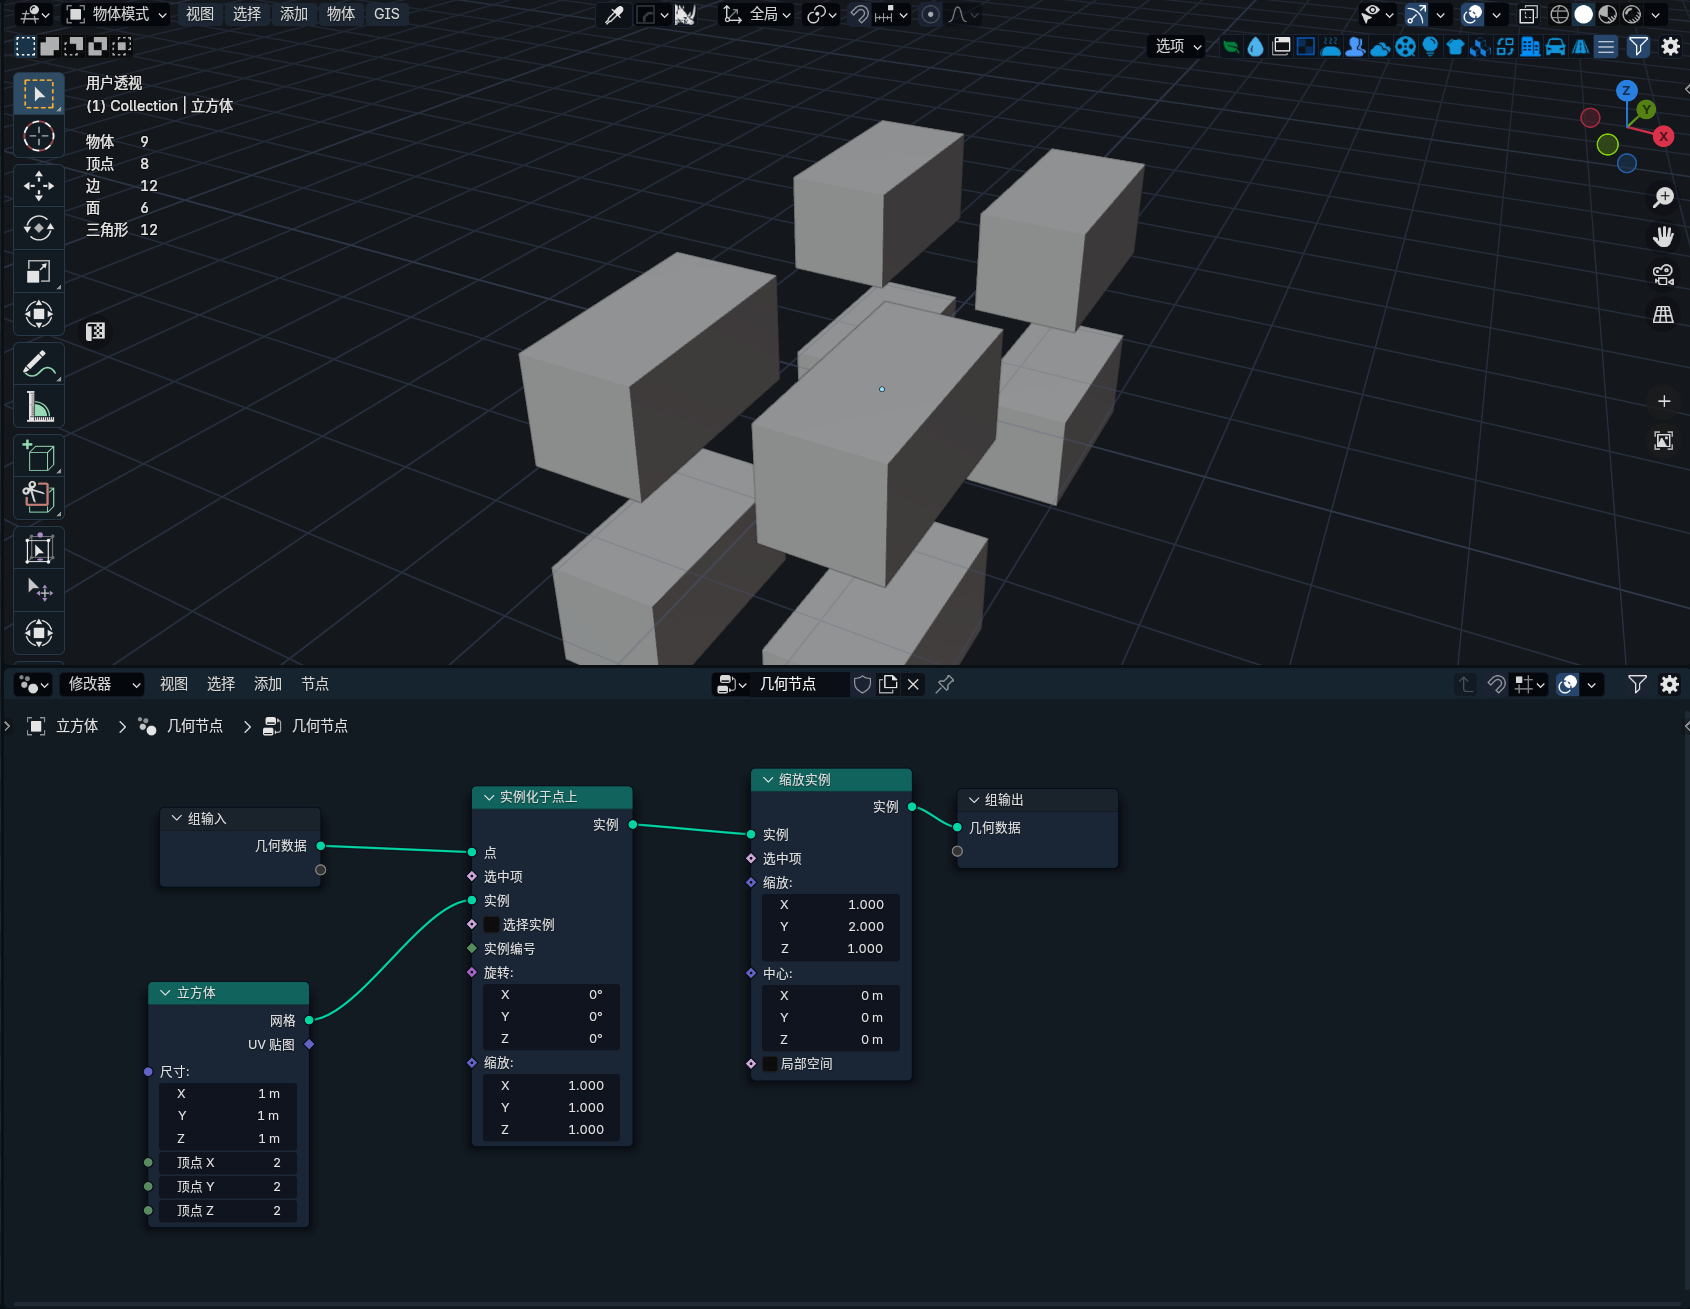 物体模式 视图 选择 添加 物体 GIS 全局
选项
用户透视
(1) Collection | 立方体
物体 9
顶点 8
边 12
面 6
三角形 12
Z
Y
X
修改器 视图 选择 添加 节点 几何节点
立方体 几何节点 几何节点
组输入
几何数据
立方体
网格
UV 贴图
尺寸:
X 1 m
Y 1 m
Z 1 m
顶点 X 2
顶点 Y 2
顶点 Z 2
实例化于点上
实例
点
选中项
实例
选择实例
实例编号
旋转:
X 0°
Y 0°
Z 0°
缩放:
X 1.000
Y 1.000
Z 1.000
缩放实例
实例
实例
选中项
缩放:
X 1.000
Y 2.000
Z 1.000
中心:
X 0 m
Y 0 m
Z 0 m
局部空间
组输出
几何数据